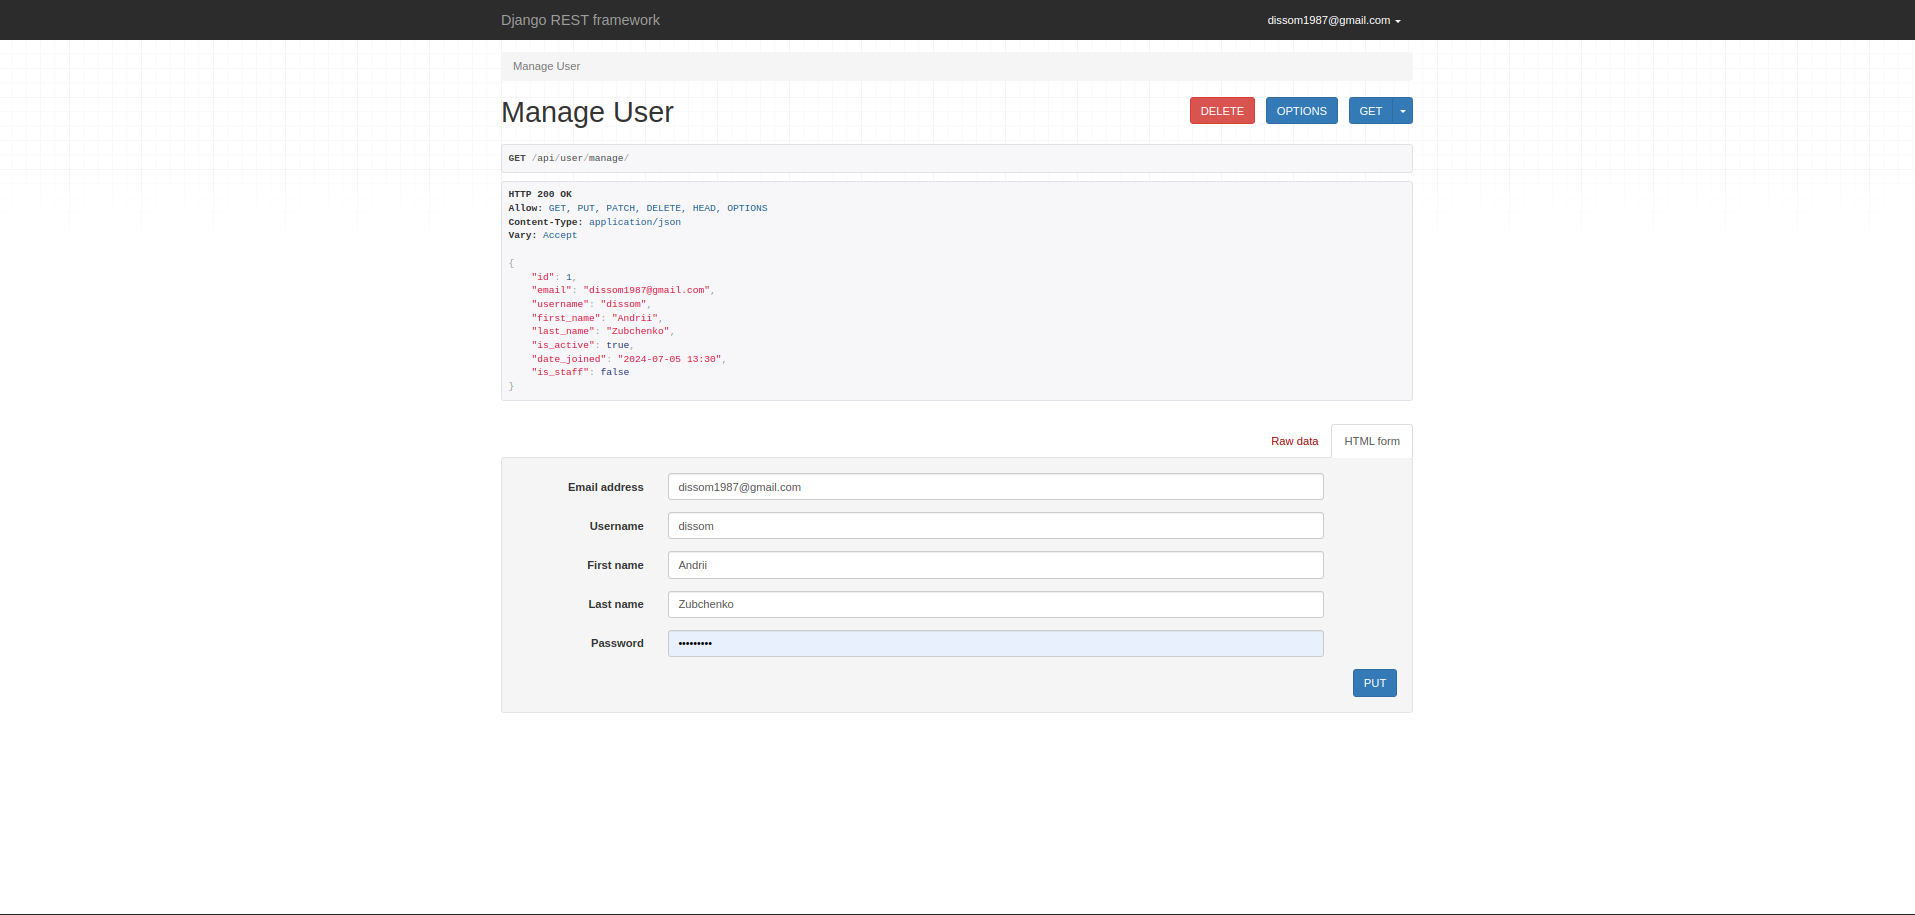 Django REST framework
dissom1987@gmail.com
Manage User
Manage User
DELETE
OPTIONS
GET
GET /api/user/manage/
HTTP 200 OK
Allow: GET, PUT, PATCH, DELETE, HEAD, OPTIONS
Content-Type: application/json
Vary: Accept
{
    "id": 1,
    "email": "dissom1987@gmail.com",
    "username": "dissom",
    "first_name": "Andrii",
    "last_name": "Zubchenko",
    "is_active": true,
    "date_joined": "2024-07-05 13:30",
    "is_staff": false
}
Raw data
HTML form
Email address
dissom1987@gmail.com
Username
dissom
First name
Andrii
Last name
Zubchenko
Password
•••••••••
PUT